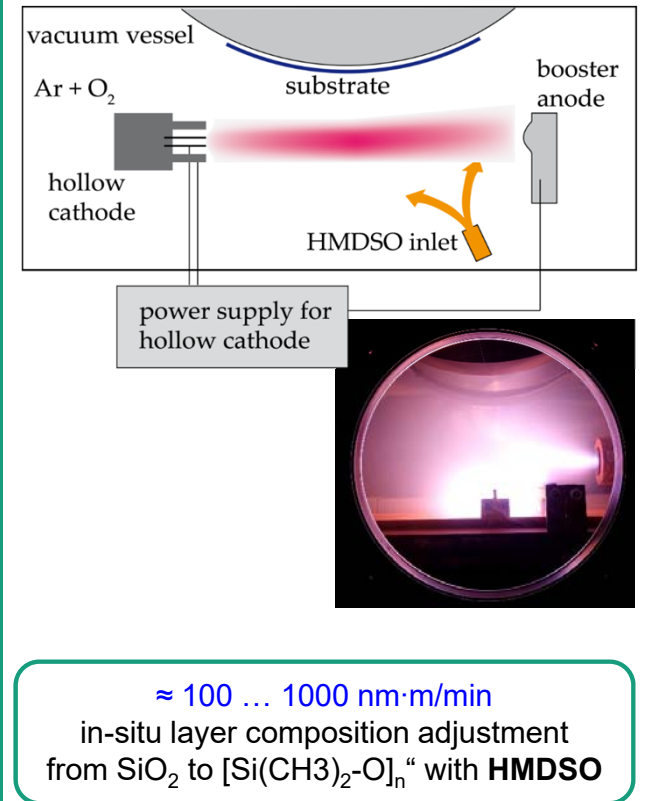 vacuum vessel
Ar + O₂
substrate
booster
anode
hollow
cathode
HMDSO inlet
power supply for
hollow cathode
≈ 100 … 1000 nm·m/min
in-situ layer composition adjustment
from SiO₂ to [Si(CH3)₂-O]ₙ“ with HMDSO